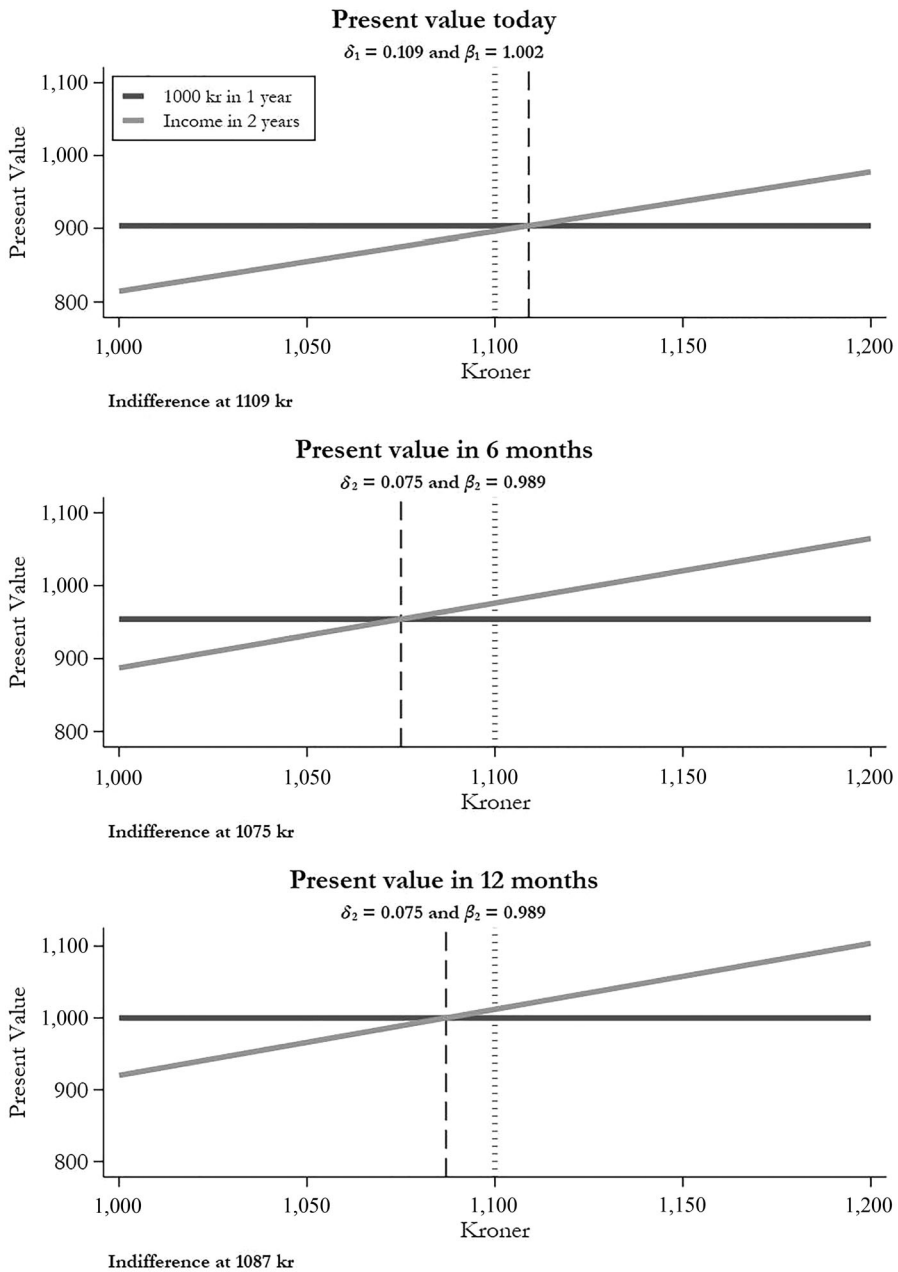 Present value today
δ₁ = 0.109 and β₁ = 1.002
1,100
1000 kr in 1 year
Income in 2 years
1,000
900
800
Present Value
1,000 1,050 1,100 1,150 1,200
Kroner
Indifference at 1109 kr
Present value in 6 months
δ₂ = 0.075 and β₂ = 0.989
1,100
1,000
900
800
Present Value
1,000 1,050 1,100 1,150 1,200
Kroner
Indifference at 1075 kr
Present value in 12 months
δ₂ = 0.075 and β₂ = 0.989
1,100
1,000
900
800
Present Value
1,000 1,050 1,100 1,150 1,200
Kroner
Indifference at 1087 kr